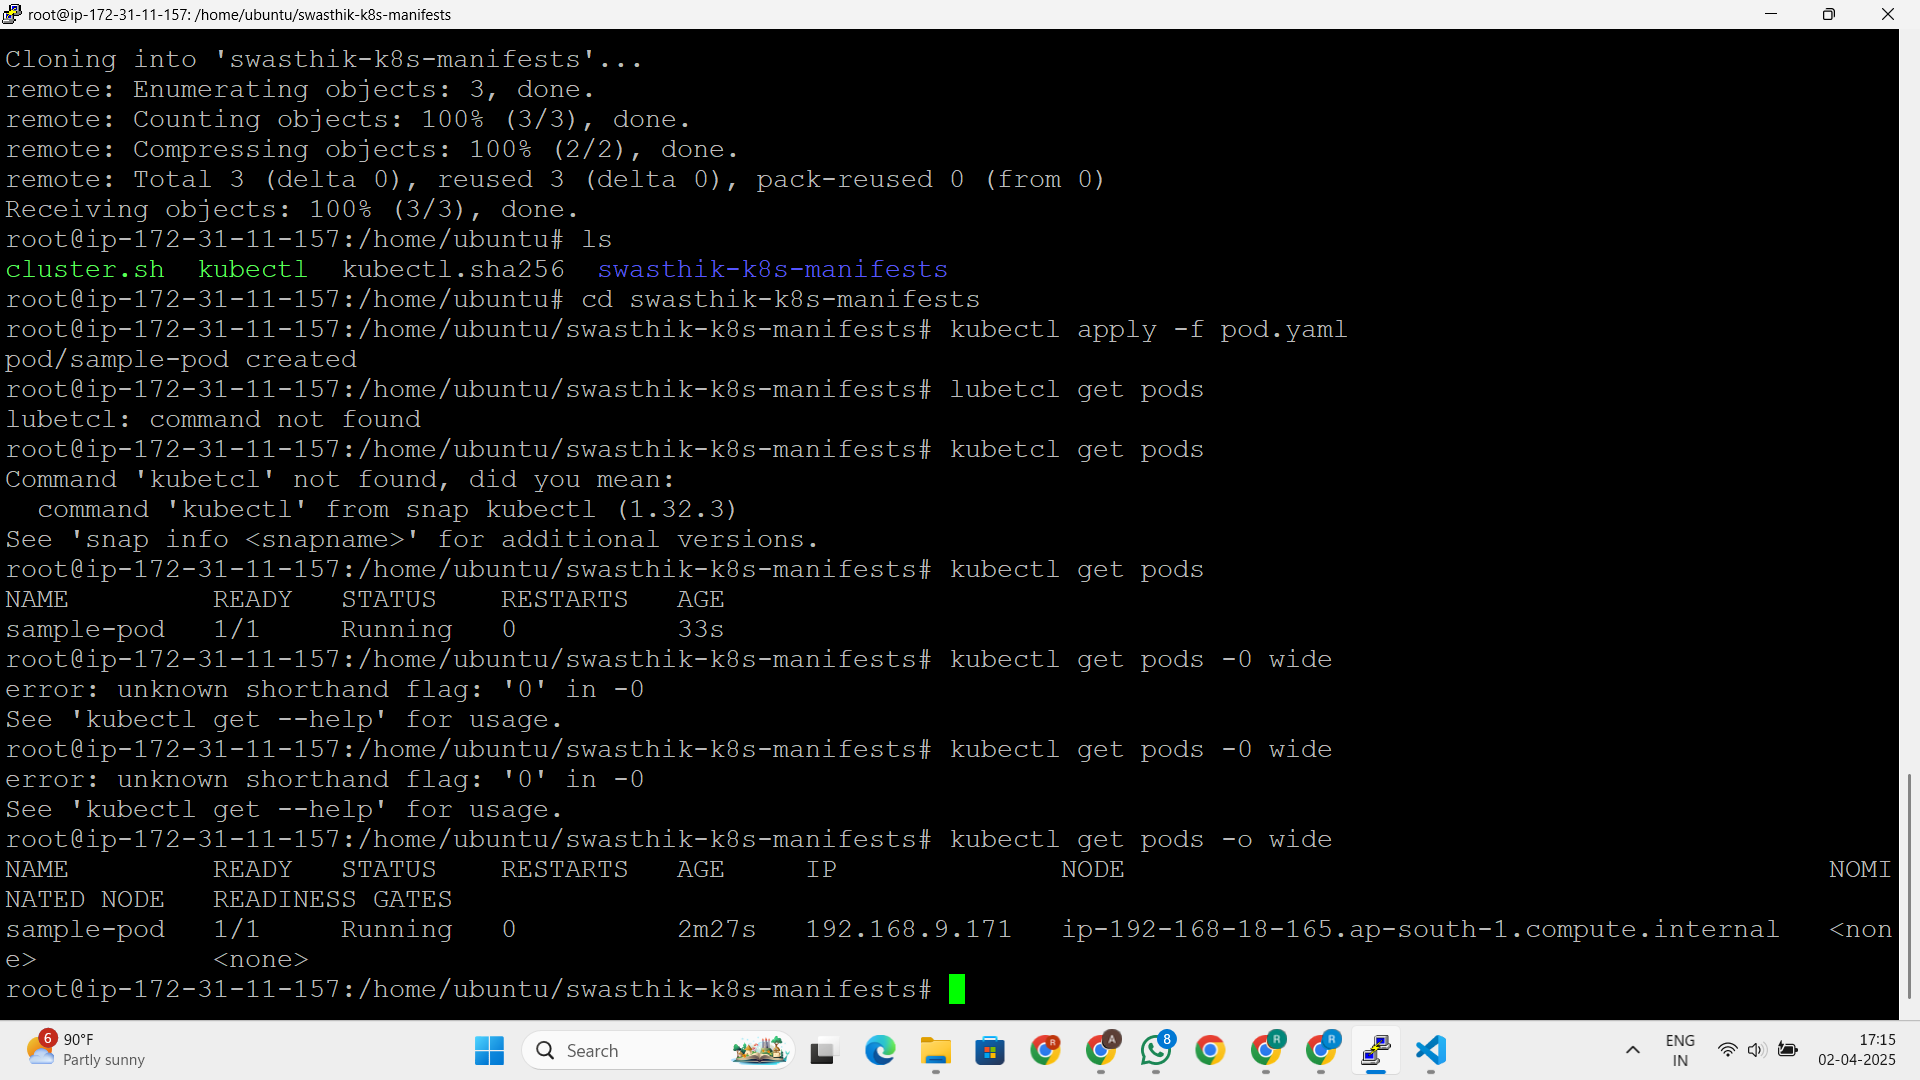 root@ip-172-31-11-157: /home/ubuntu/swasthik-k8s-manifests
Cloning into 'swasthik-k8s-manifests'...
remote: Enumerating objects: 3, done.
remote: Counting objects: 100% (3/3), done.
remote: Compressing objects: 100% (2/2), done.
remote: Total 3 (delta 0), reused 3 (delta 0), pack-reused 0 (from 0)
Receiving objects: 100% (3/3), done.
root@ip-172-31-11-157:/home/ubuntu# ls
cluster.sh  kubectl  kubectl.sha256  swasthik-k8s-manifests
root@ip-172-31-11-157:/home/ubuntu# cd swasthik-k8s-manifests
root@ip-172-31-11-157:/home/ubuntu/swasthik-k8s-manifests# kubectl apply -f pod.yaml
pod/sample-pod created
root@ip-172-31-11-157:/home/ubuntu/swasthik-k8s-manifests# lubetcl get pods
lubetcl: command not found
root@ip-172-31-11-157:/home/ubuntu/swasthik-k8s-manifests# kubetcl get pods
Command 'kubetcl' not found, did you mean:
  command 'kubectl' from snap kubectl (1.32.3)
See 'snap info <snapname>' for additional versions.
root@ip-172-31-11-157:/home/ubuntu/swasthik-k8s-manifests# kubectl get pods
NAME         READY   STATUS    RESTARTS   AGE
sample-pod   1/1     Running   0          33s
root@ip-172-31-11-157:/home/ubuntu/swasthik-k8s-manifests# kubectl get pods -0 wide
error: unknown shorthand flag: '0' in -0
See 'kubectl get --help' for usage.
root@ip-172-31-11-157:/home/ubuntu/swasthik-k8s-manifests# kubectl get pods -0 wide
error: unknown shorthand flag: '0' in -0
See 'kubectl get --help' for usage.
root@ip-172-31-11-157:/home/ubuntu/swasthik-k8s-manifests# kubectl get pods -o wide
NAME         READY   STATUS    RESTARTS   AGE    IP              NODE                                            NOMI
NATED NODE   READINESS GATES
sample-pod   1/1     Running   0          2m27s   192.168.9.171   ip-192-168-18-165.ap-south-1.compute.internal   <non
e>           <none>
root@ip-172-31-11-157:/home/ubuntu/swasthik-k8s-manifests#
6
90°F
Partly sunny
Search
R
A
8
R
R
ENG
IN
17:15
02-04-2025